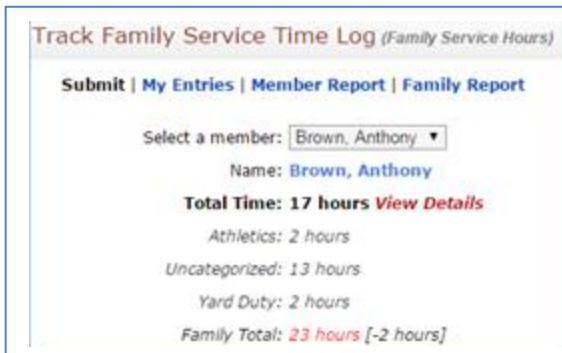 Track Family Service Time Log (Family Service Hours)
Submit | My Entries | Member Report | Family Report
Select a member: Brown, Anthony ▼
Name: Brown, Anthony
Total Time: 17 hours View Details
Athletics: 2 hours
Uncategorized: 13 hours
Yard Duty: 2 hours
Family Total: 23 hours [-2 hours]